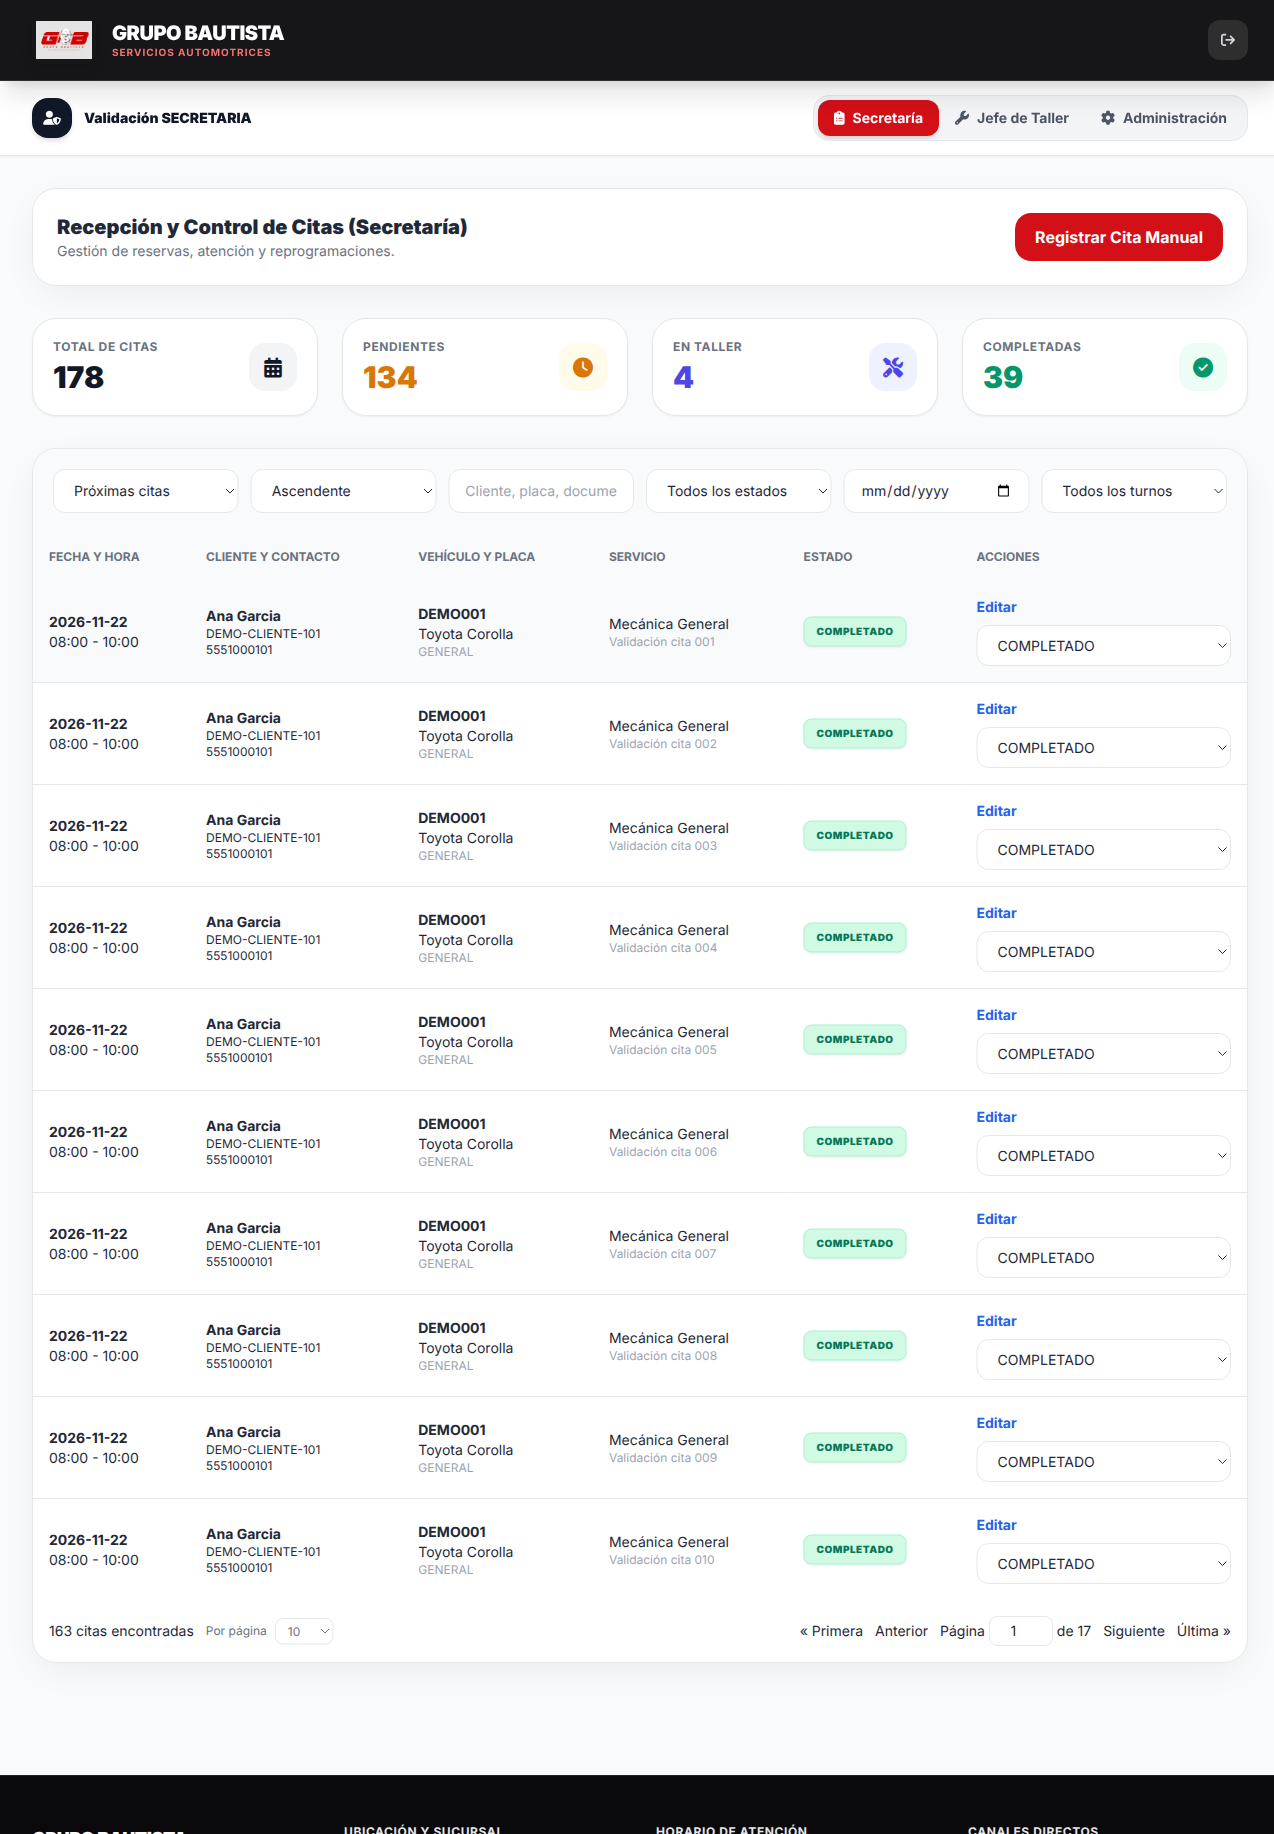 GRUPO BAUTISTA
SERVICIOS AUTOMOTRICES
Validación SECRETARIA
Secretaría
Jefe de Taller
Administración
Recepción y Control de Citas (Secretaría)
Gestión de reservas, atención y reprogramaciones.
Registrar Cita Manual
TOTAL DE CITAS
178
PENDIENTES
134
EN TALLER
4
COMPLETADAS
39
Próximas citas
Ascendente
Cliente, placa, docume
Todos los estados
mm/dd/yyyy
Todos los turnos
FECHA Y HORA
CLIENTE Y CONTACTO
VEHÍCULO Y PLACA
SERVICIO
ESTADO
ACCIONES
2026-11-22
08:00 - 10:00
Ana Garcia
DEMO-CLIENTE-101
5551000101
DEMO001
Toyota Corolla
GENERAL
Mecánica General
Validación cita 001
COMPLETADO
Editar
COMPLETADO
2026-11-22
08:00 - 10:00
Ana Garcia
DEMO-CLIENTE-101
5551000101
DEMO001
Toyota Corolla
GENERAL
Mecánica General
Validación cita 002
COMPLETADO
Editar
COMPLETADO
2026-11-22
08:00 - 10:00
Ana Garcia
DEMO-CLIENTE-101
5551000101
DEMO001
Toyota Corolla
GENERAL
Mecánica General
Validación cita 003
COMPLETADO
Editar
COMPLETADO
2026-11-22
08:00 - 10:00
Ana Garcia
DEMO-CLIENTE-101
5551000101
DEMO001
Toyota Corolla
GENERAL
Mecánica General
Validación cita 004
COMPLETADO
Editar
COMPLETADO
2026-11-22
08:00 - 10:00
Ana Garcia
DEMO-CLIENTE-101
5551000101
DEMO001
Toyota Corolla
GENERAL
Mecánica General
Validación cita 005
COMPLETADO
Editar
COMPLETADO
2026-11-22
08:00 - 10:00
Ana Garcia
DEMO-CLIENTE-101
5551000101
DEMO001
Toyota Corolla
GENERAL
Mecánica General
Validación cita 006
COMPLETADO
Editar
COMPLETADO
2026-11-22
08:00 - 10:00
Ana Garcia
DEMO-CLIENTE-101
5551000101
DEMO001
Toyota Corolla
GENERAL
Mecánica General
Validación cita 007
COMPLETADO
Editar
COMPLETADO
2026-11-22
08:00 - 10:00
Ana Garcia
DEMO-CLIENTE-101
5551000101
DEMO001
Toyota Corolla
GENERAL
Mecánica General
Validación cita 008
COMPLETADO
Editar
COMPLETADO
2026-11-22
08:00 - 10:00
Ana Garcia
DEMO-CLIENTE-101
5551000101
DEMO001
Toyota Corolla
GENERAL
Mecánica General
Validación cita 009
COMPLETADO
Editar
COMPLETADO
2026-11-22
08:00 - 10:00
Ana Garcia
DEMO-CLIENTE-101
5551000101
DEMO001
Toyota Corolla
GENERAL
Mecánica General
Validación cita 010
COMPLETADO
Editar
COMPLETADO
163 citas encontradas Por página 10
« Primera Anterior Página 1 de 17 Siguiente Última »
GRUPO BAUTISTA
UBICACIÓN Y SUCURSAL
HORARIO DE ATENCIÓN
CANALES DIRECTOS